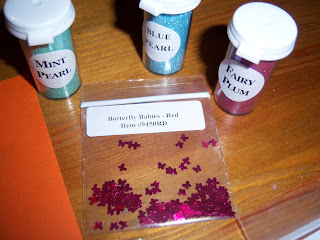 Mint
Pearl
Blue
Pearl
Fairy
Plum
Butterfly Babies - Red
Item #9450RD